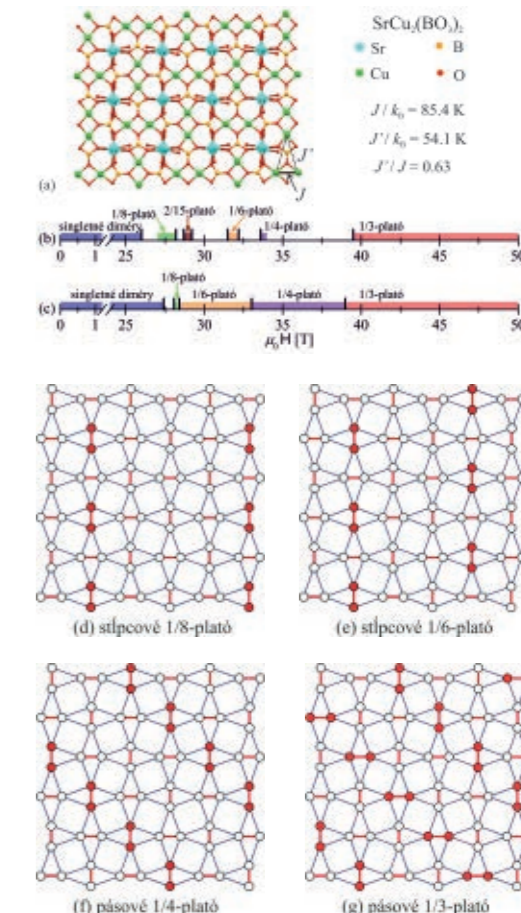 SrCu₂(BO₃)₂
Sr B
Cu O
J / k₀ = 85.4 K
J' / k₀ = 54.1 K
J' / J = 0.63
J'
J
(a)
1/8-plató 2/15-plató 1/6-plató
singletné diméry 1/4-plató 1/3-plató
(b)
0 1 25 30 35 40 45 50
1/8-plató
singletné diméry 1/6-plató 1/4-plató 1/3-plató
(c)
0 1 25 30 35 40 45 50
μ₀H [T]
(d) stĺpcové 1/8-plató (e) stĺpcové 1/6-plató
(f) pásové 1/4-plató (g) pásové 1/3-plató